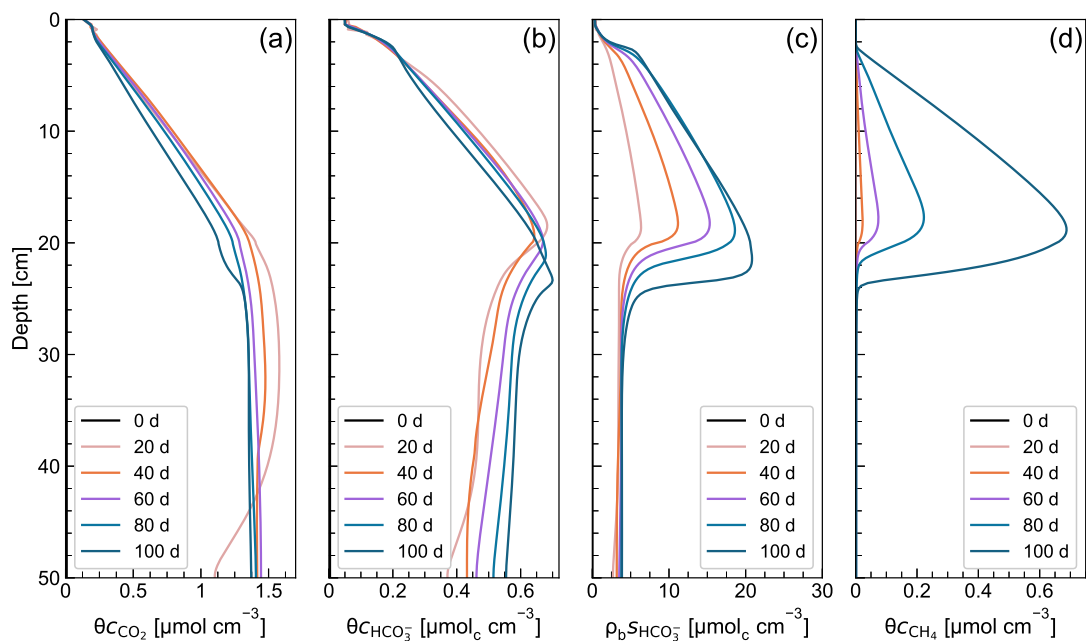 (a) (b) (c) (d)
0
10
20
30
40
50
Depth [cm]
0 d
20 d
40 d
60 d
80 d
100 d
0 d
20 d
40 d
60 d
80 d
100 d
0 d
20 d
40 d
60 d
80 d
100 d
0 d
20 d
40 d
60 d
80 d
100 d
0.0 0.5 1.0 1.5
0.0 0.2 0.4 0.6
0 10 20 30
0.0 0.2 0.4 0.6
θc_CO₂ [µmol cm⁻³]
θc_HCO₃⁻ [µmol_c cm⁻³]
ρ_b s_HCO₃⁻ [µmol_c cm⁻³]
θc_CH₄ [µmol cm⁻³]